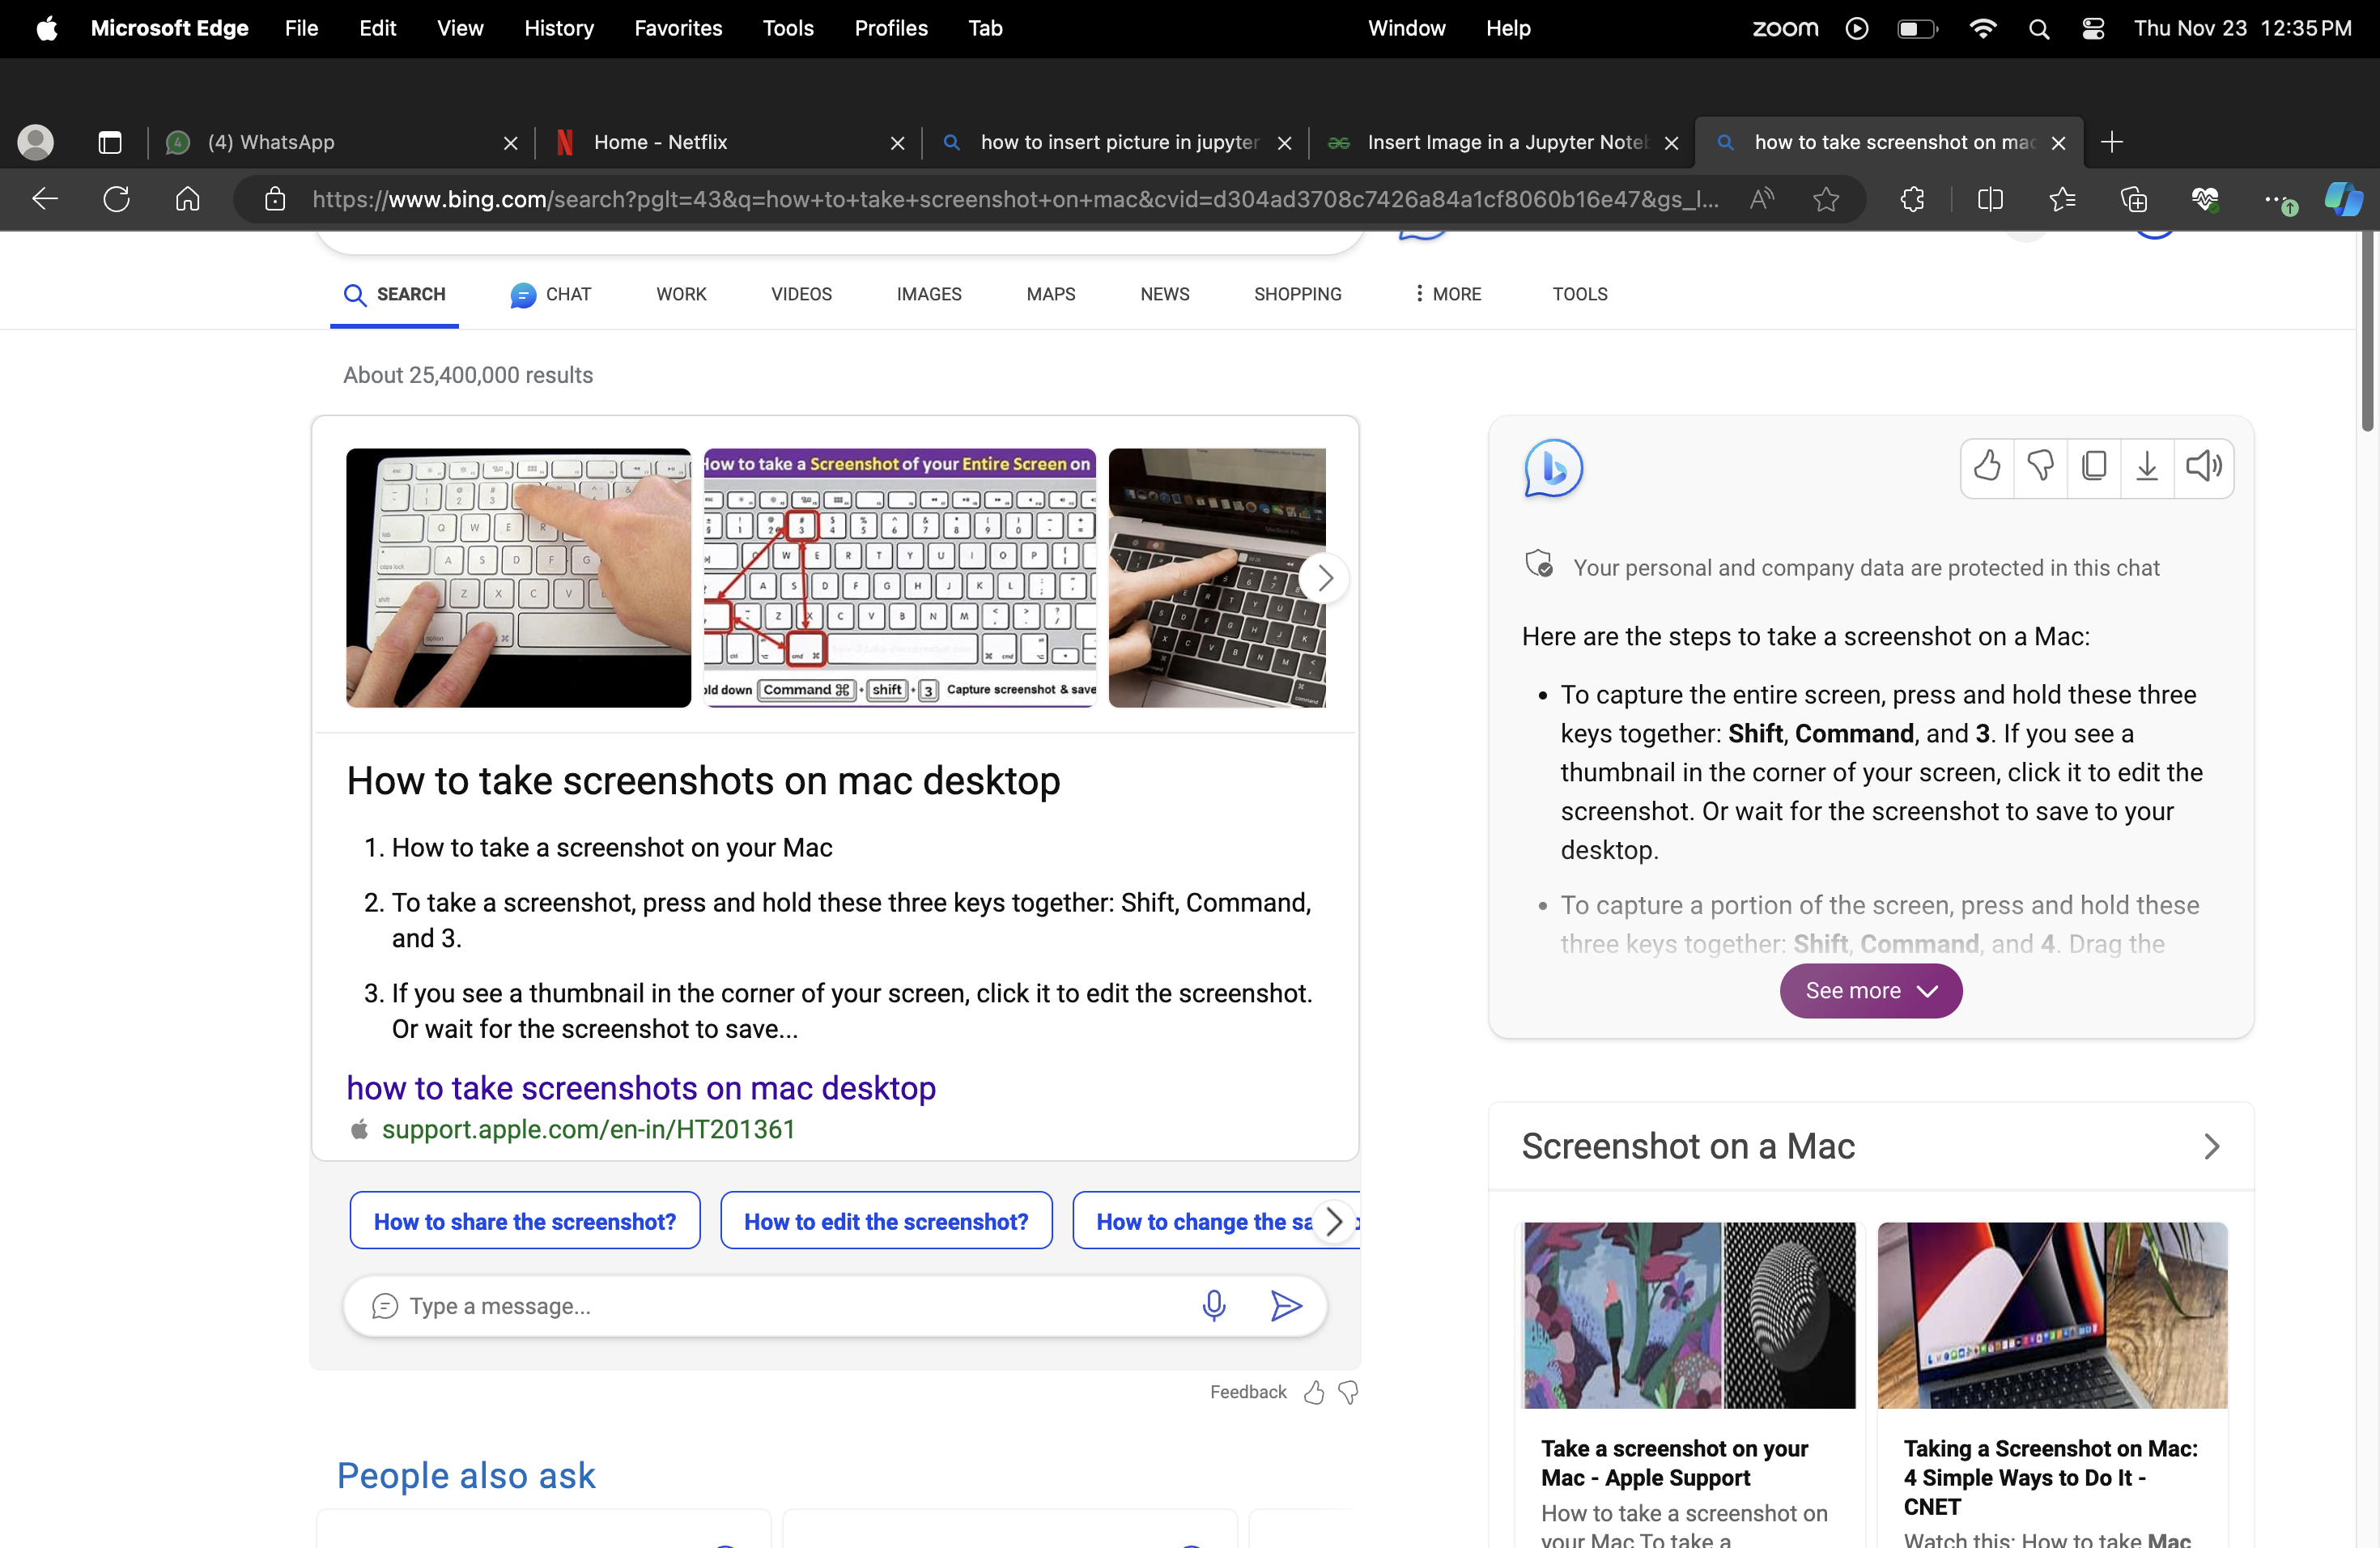 Microsoft Edge File Edit View History Favorites Tools Profiles Tab Window Help zoom Thu Nov 23 12:35 PM
(4) WhatsApp
Home - Netflix
how to insert picture in jupyter
Insert Image in a Jupyter Noteb
how to take screenshot on mac
https://www.bing.com/search?pglt=43&q=how+to+take+screenshot+on+mac&cvid=d304ad3708c7426a84a1cf8060b16e47&gs_l...
SEARCH CHAT WORK VIDEOS IMAGES MAPS NEWS SHOPPING MORE TOOLS
About 25,400,000 results
How to take a Screenshot of your Entire Screen on
old down Command ⌘ + shift + 3 Capture screenshot & save
How to take screenshots on mac desktop
1. How to take a screenshot on your Mac
2. To take a screenshot, press and hold these three keys together: Shift, Command,
and 3.
3. If you see a thumbnail in the corner of your screen, click it to edit the screenshot.
Or wait for the screenshot to save...
how to take screenshots on mac desktop
support.apple.com/en-in/HT201361
How to share the screenshot?
How to edit the screenshot?
How to change the sa
Type a message...
Feedback
People also ask
Your personal and company data are protected in this chat
Here are the steps to take a screenshot on a Mac:
• To capture the entire screen, press and hold these three
keys together: Shift, Command, and 3. If you see a
thumbnail in the corner of your screen, click it to edit the
screenshot. Or wait for the screenshot to save to your
desktop.
• To capture a portion of the screen, press and hold these
three keys together: Shift, Command, and 4. Drag the
See more
Screenshot on a Mac
Take a screenshot on your
Mac - Apple Support
How to take a screenshot on
your Mac To take a
Taking a Screenshot on Mac:
4 Simple Ways to Do It -
CNET
Watch this: How to take Mac